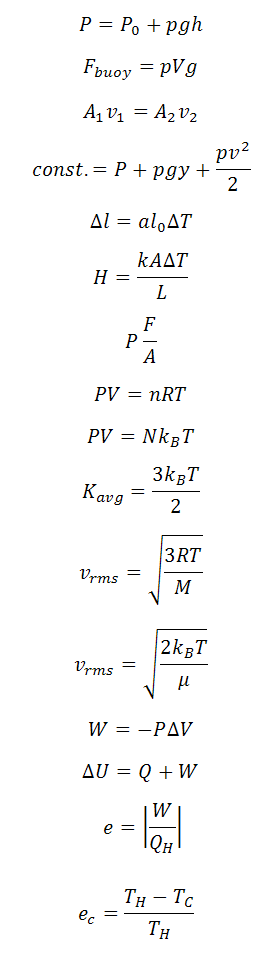 P = P₀ + pgh
F_buoy = pVg
A₁v₁ = A₂v₂
const. = P + pgy + pv²/2
Δl = al₀ΔT
H = kAΔT/L
P F/A
PV = nRT
PV = Nk_BT
K_avg = 3k_BT/2
v_rms = √(3RT/M)
v_rms = √(2k_BT/μ)
W = −PΔV
ΔU = Q + W
e = |W/Q_H|
e_c = (T_H − T_C)/T_H